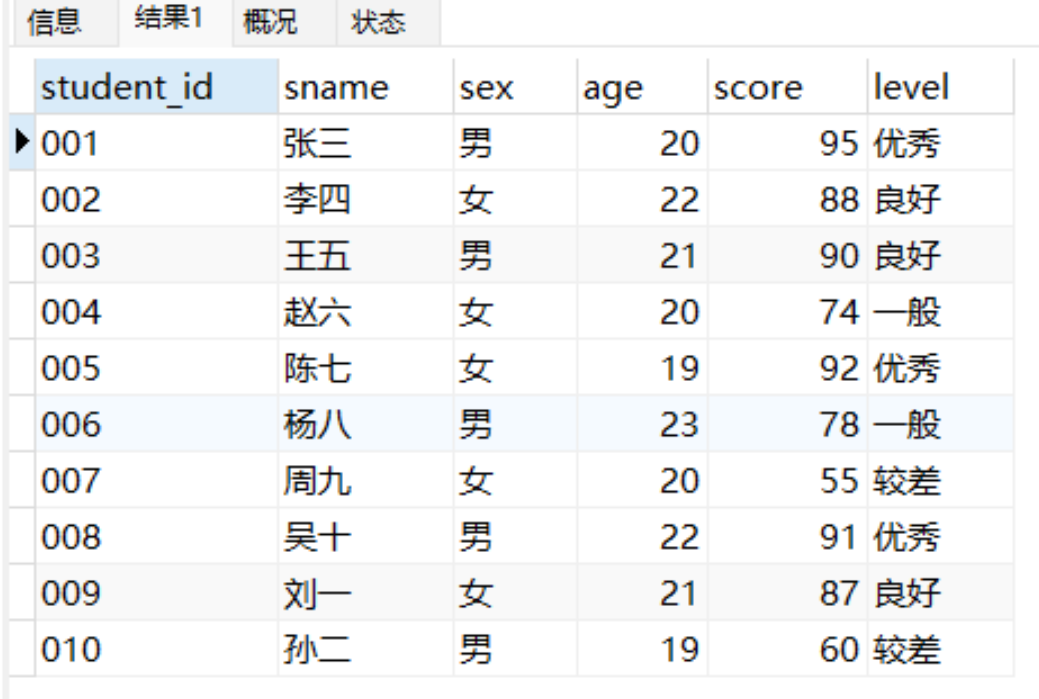 信息 结果1 概况 状态
student_id sname sex age score level
001 张三 男 20 95 优秀
002 李四 女 22 88 良好
003 王五 男 21 90 良好
004 赵六 女 20 74 一般
005 陈七 女 19 92 优秀
006 杨八 男 23 78 一般
007 周九 女 20 55 较差
008 吴十 男 22 91 优秀
009 刘一 女 21 87 良好
010 孙二 男 19 60 较差